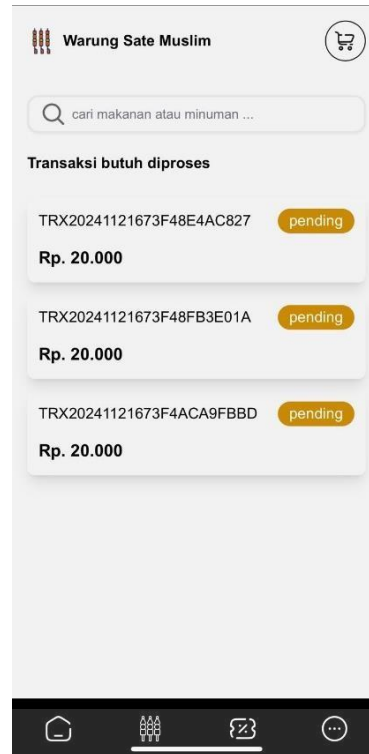 Warung Sate Muslim
cari makanan atau minuman ...
Transaksi butuh diproses
TRX20241121673F48E4AC827 pending
Rp. 20.000
TRX20241121673F48FB3E01A pending
Rp. 20.000
TRX20241121673F4ACA9FBBD pending
Rp. 20.000